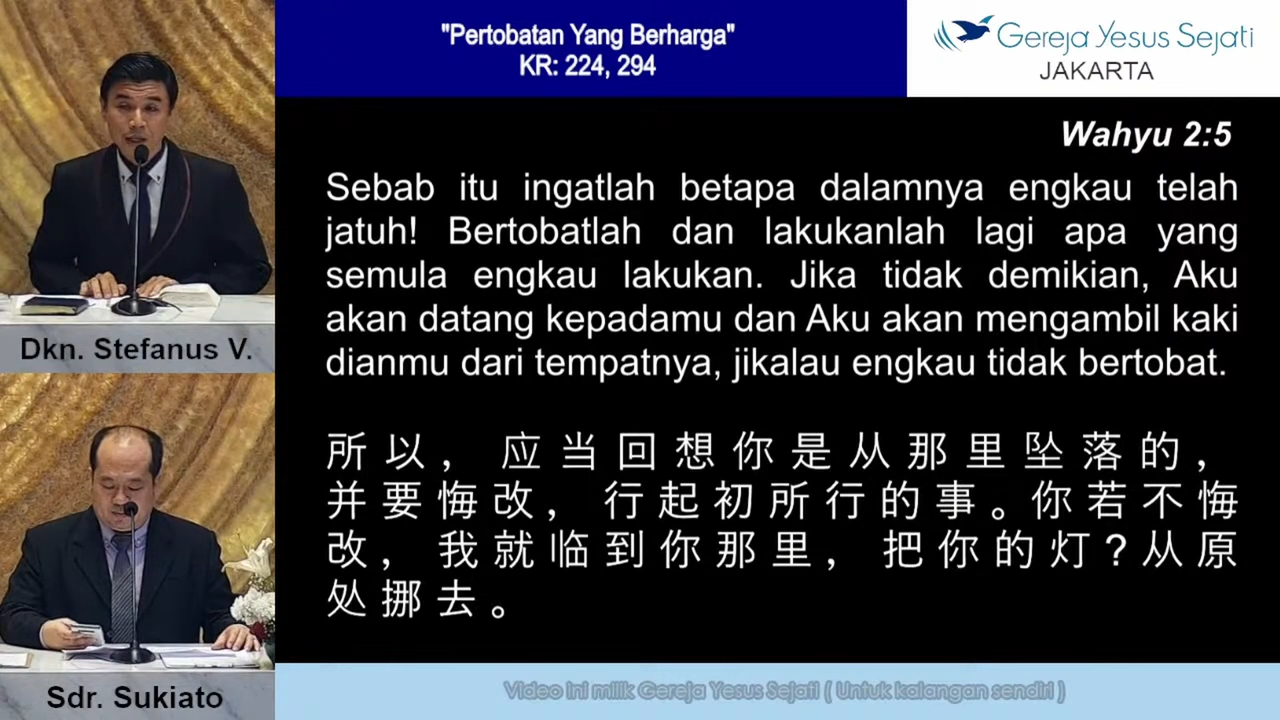 "Pertobatan Yang Berharga"
KR: 224, 294
Gereja Yesus Sejati
JAKARTA
Wahyu 2:5
Sebab itu ingatlah betapa dalamnya engkau telah
jatuh! Bertobatlah dan lakukanlah lagi apa yang
semula engkau lakukan. Jika tidak demikian, Aku
akan datang kepadamu dan Aku akan mengambil kaki
dianmu dari tempatnya, jikalau engkau tidak bertobat.
所以，应当回想你是从那里坠落的，
并要悔改，行起初所行的事。你若不悔
改，我就临到你那里，把你的灯?从原
处挪去。
Dkn. Stefanus V.
Sdr. Sukiato
Video ini milik Gereja Yesus Sejati ( Untuk kalangan sendiri )